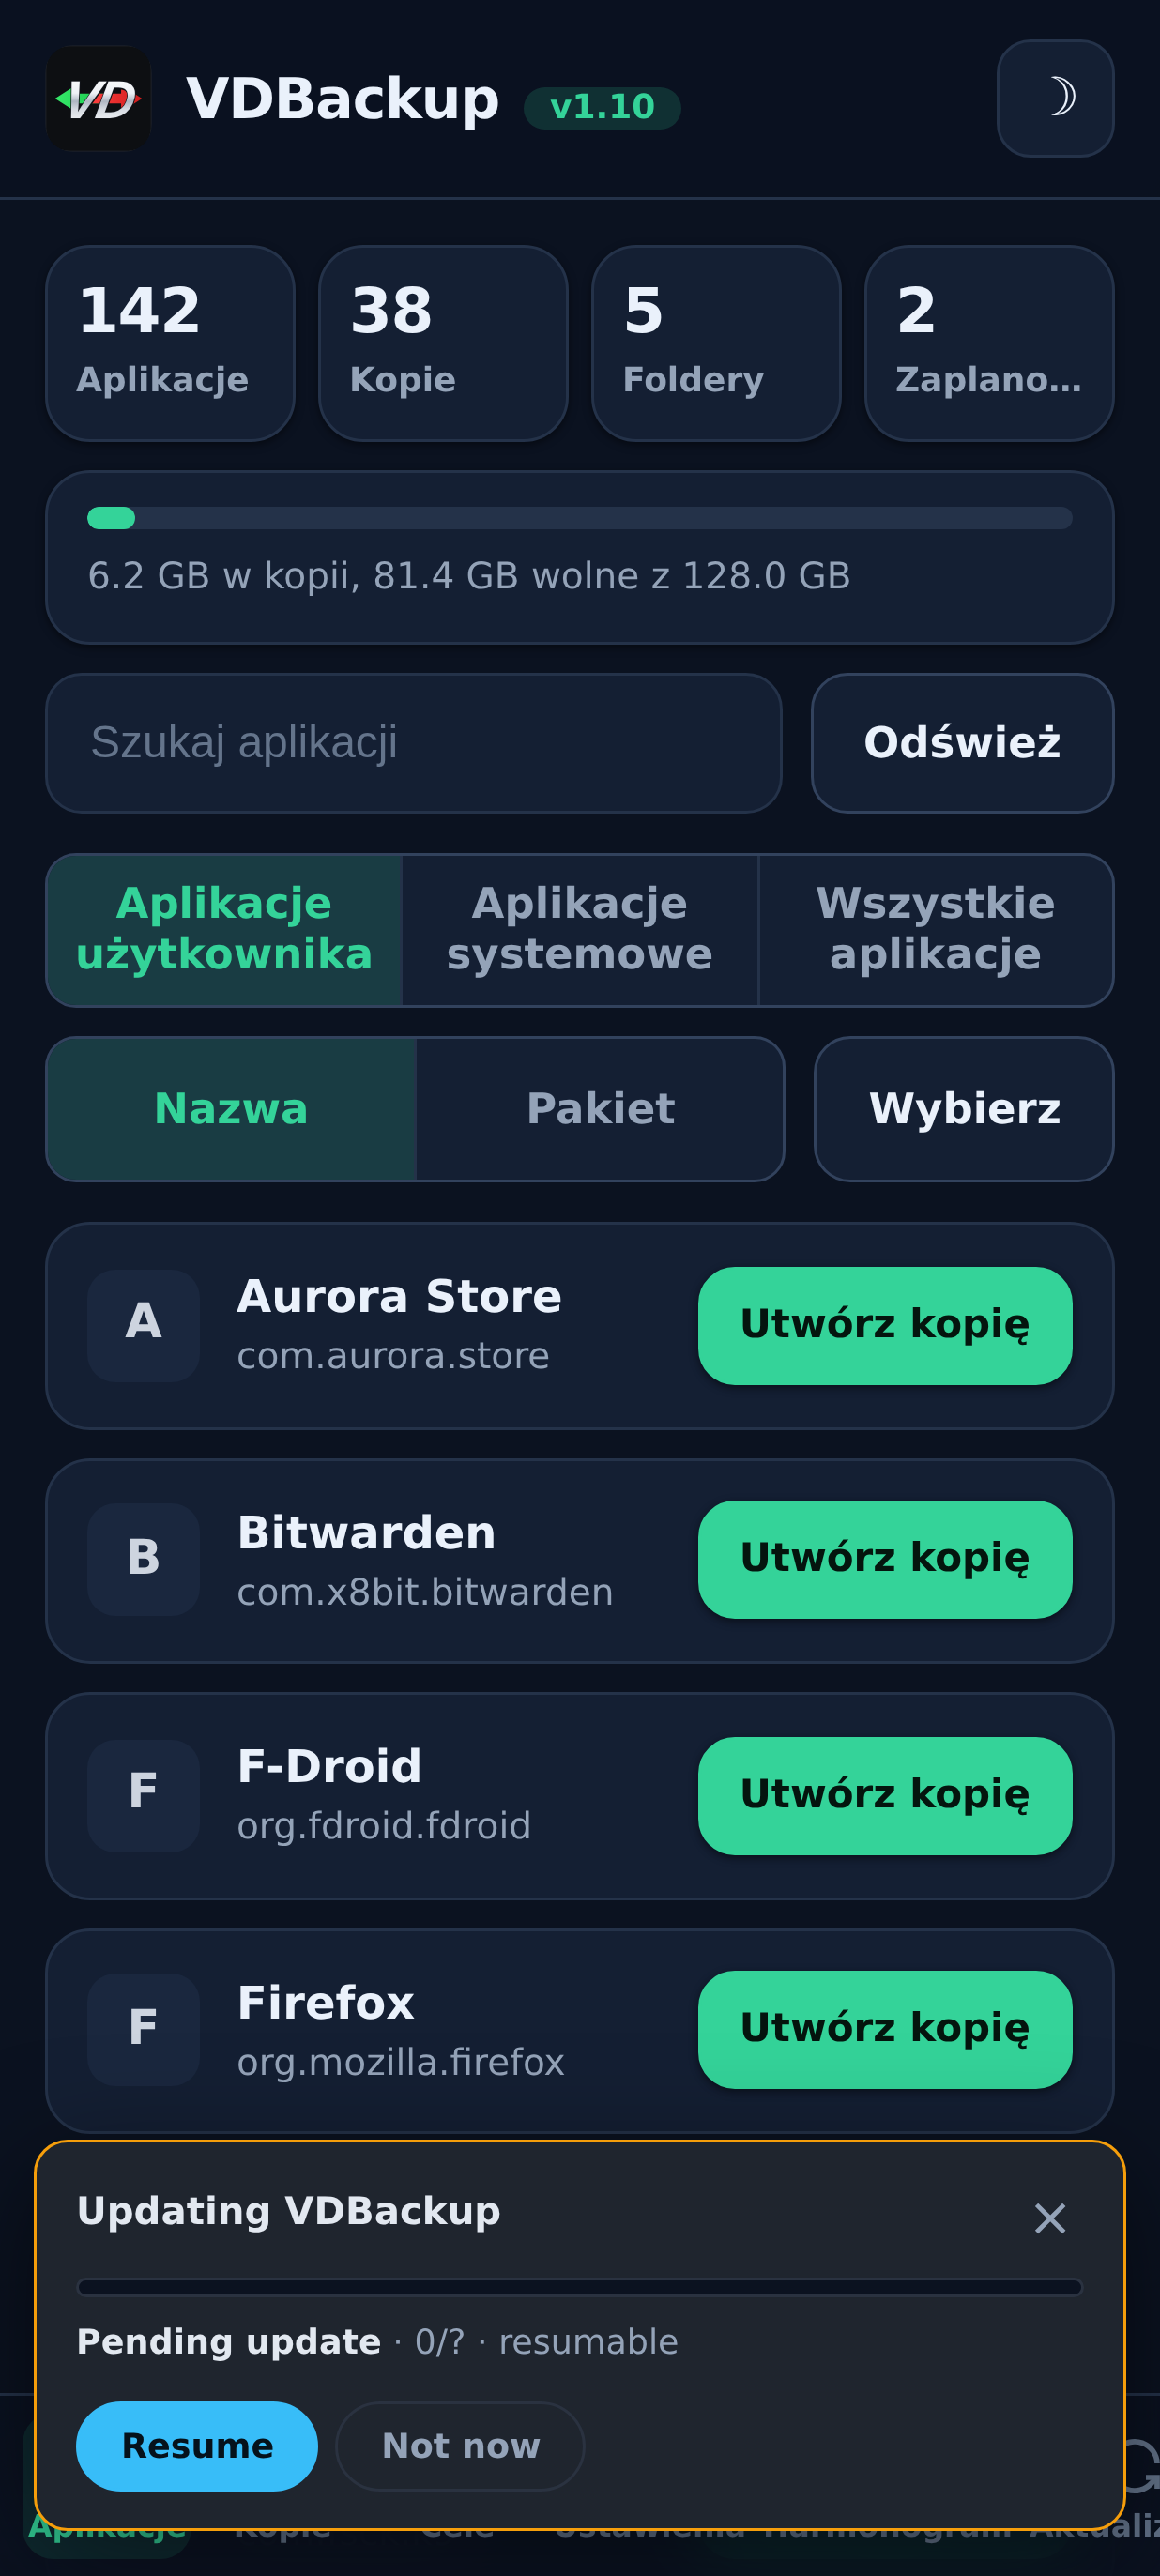 VD
VDBackup v1.10
☽
142
Aplikacje
38
Kopie
5
Foldery
2
Zaplano...
6.2 GB w kopii, 81.4 GB wolne z 128.0 GB
Szukaj aplikacji
Odśwież
Aplikacje
użytkownika
Aplikacje
systemowe
Wszystkie
aplikacje
Nazwa
Pakiet
Wybierz
A
Aurora Store
com.aurora.store
Utwórz kopię
B
Bitwarden
com.x8bit.bitwarden
Utwórz kopię
F
F-Droid
org.fdroid.fdroid
Utwórz kopię
F
Firefox
org.mozilla.firefox
Utwórz kopię
Updating VDBackup
×
Pending update · 0/? · resumable
Resume
Not now